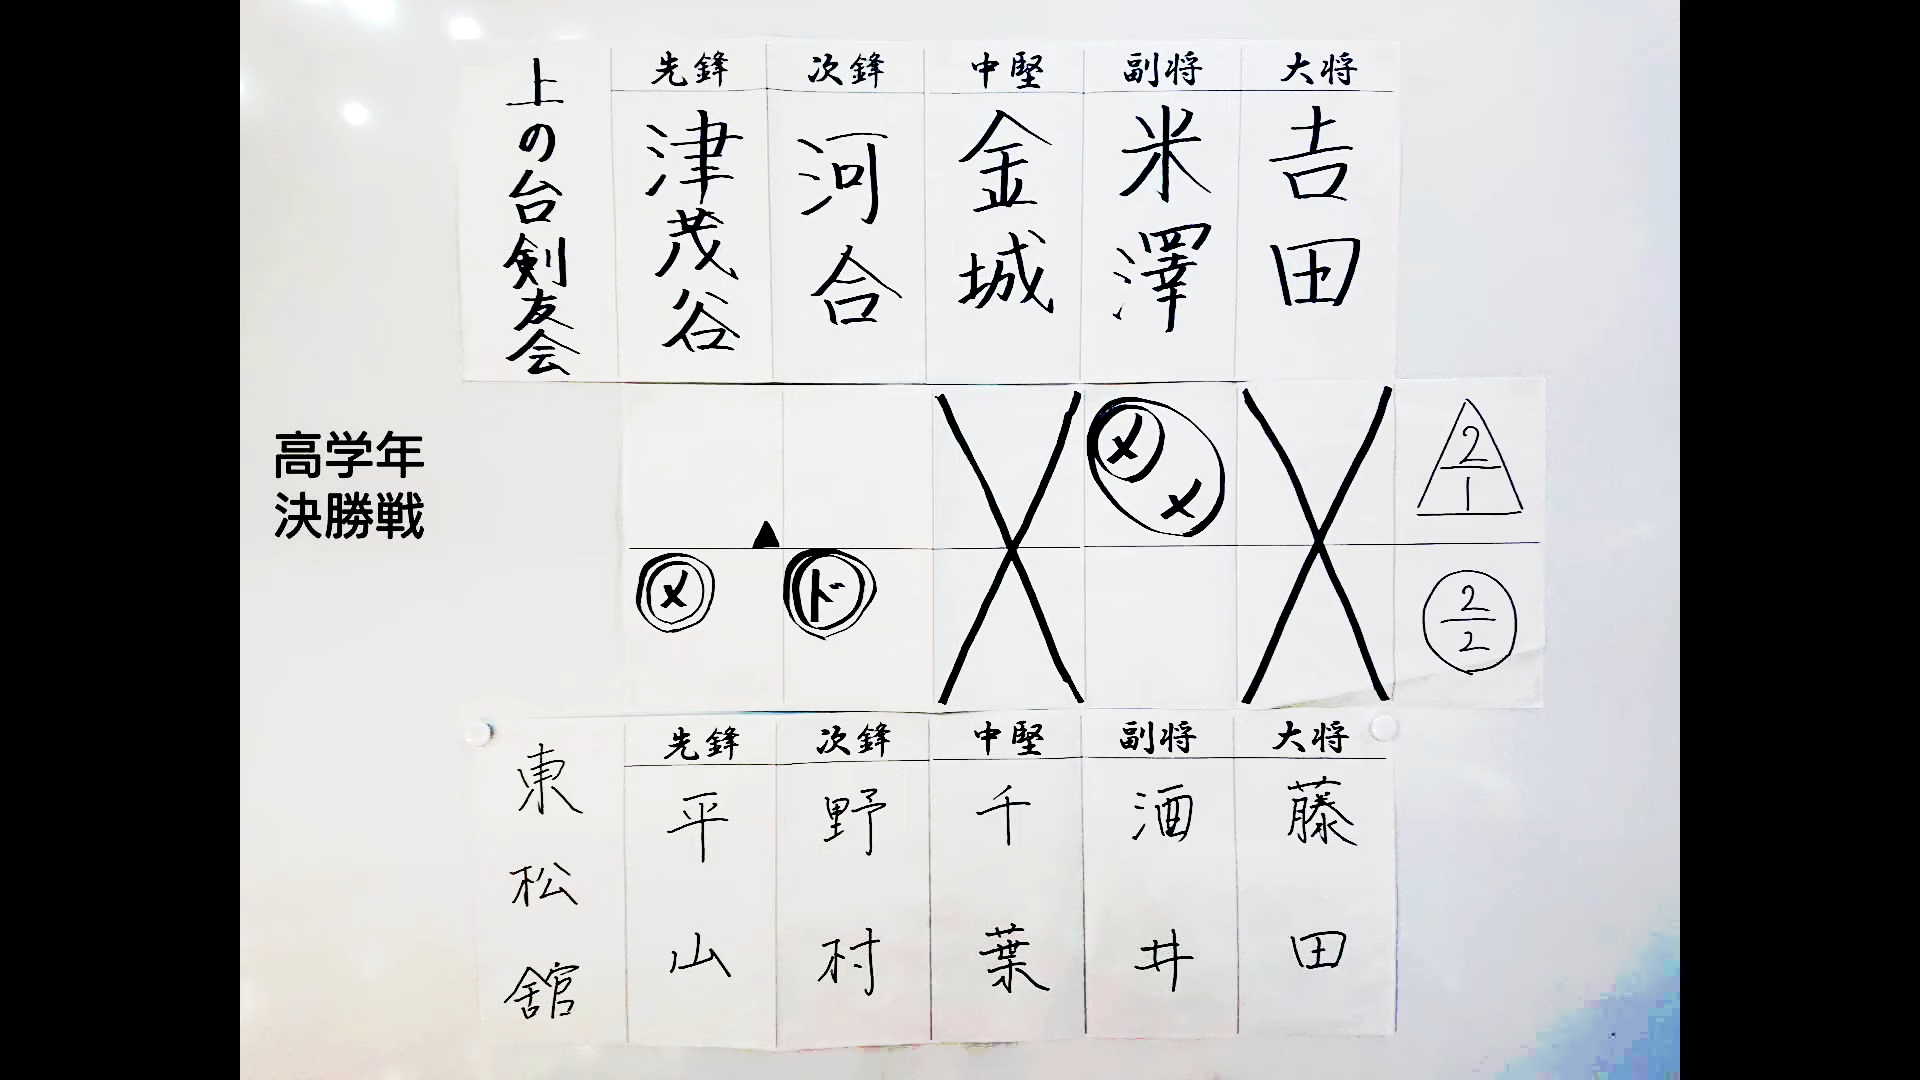 高学年
決勝戦
上の台剣友会
先鋒
次鋒
中堅
副将
大将
津茂谷
河合
金城
米澤
吉田
メ
メ
2
1
▲
メ
ド
2
2
東松舘
先鋒
次鋒
中堅
副将
大将
平山
野村
千葉
酒井
藤田